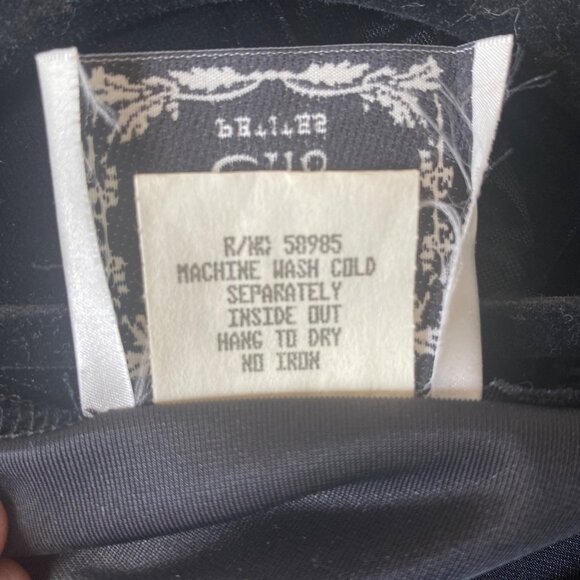 R/N# 58985
MACHINE WASH COLD
SEPARATELY
INSIDE OUT
HANG TO DRY
NO IRON